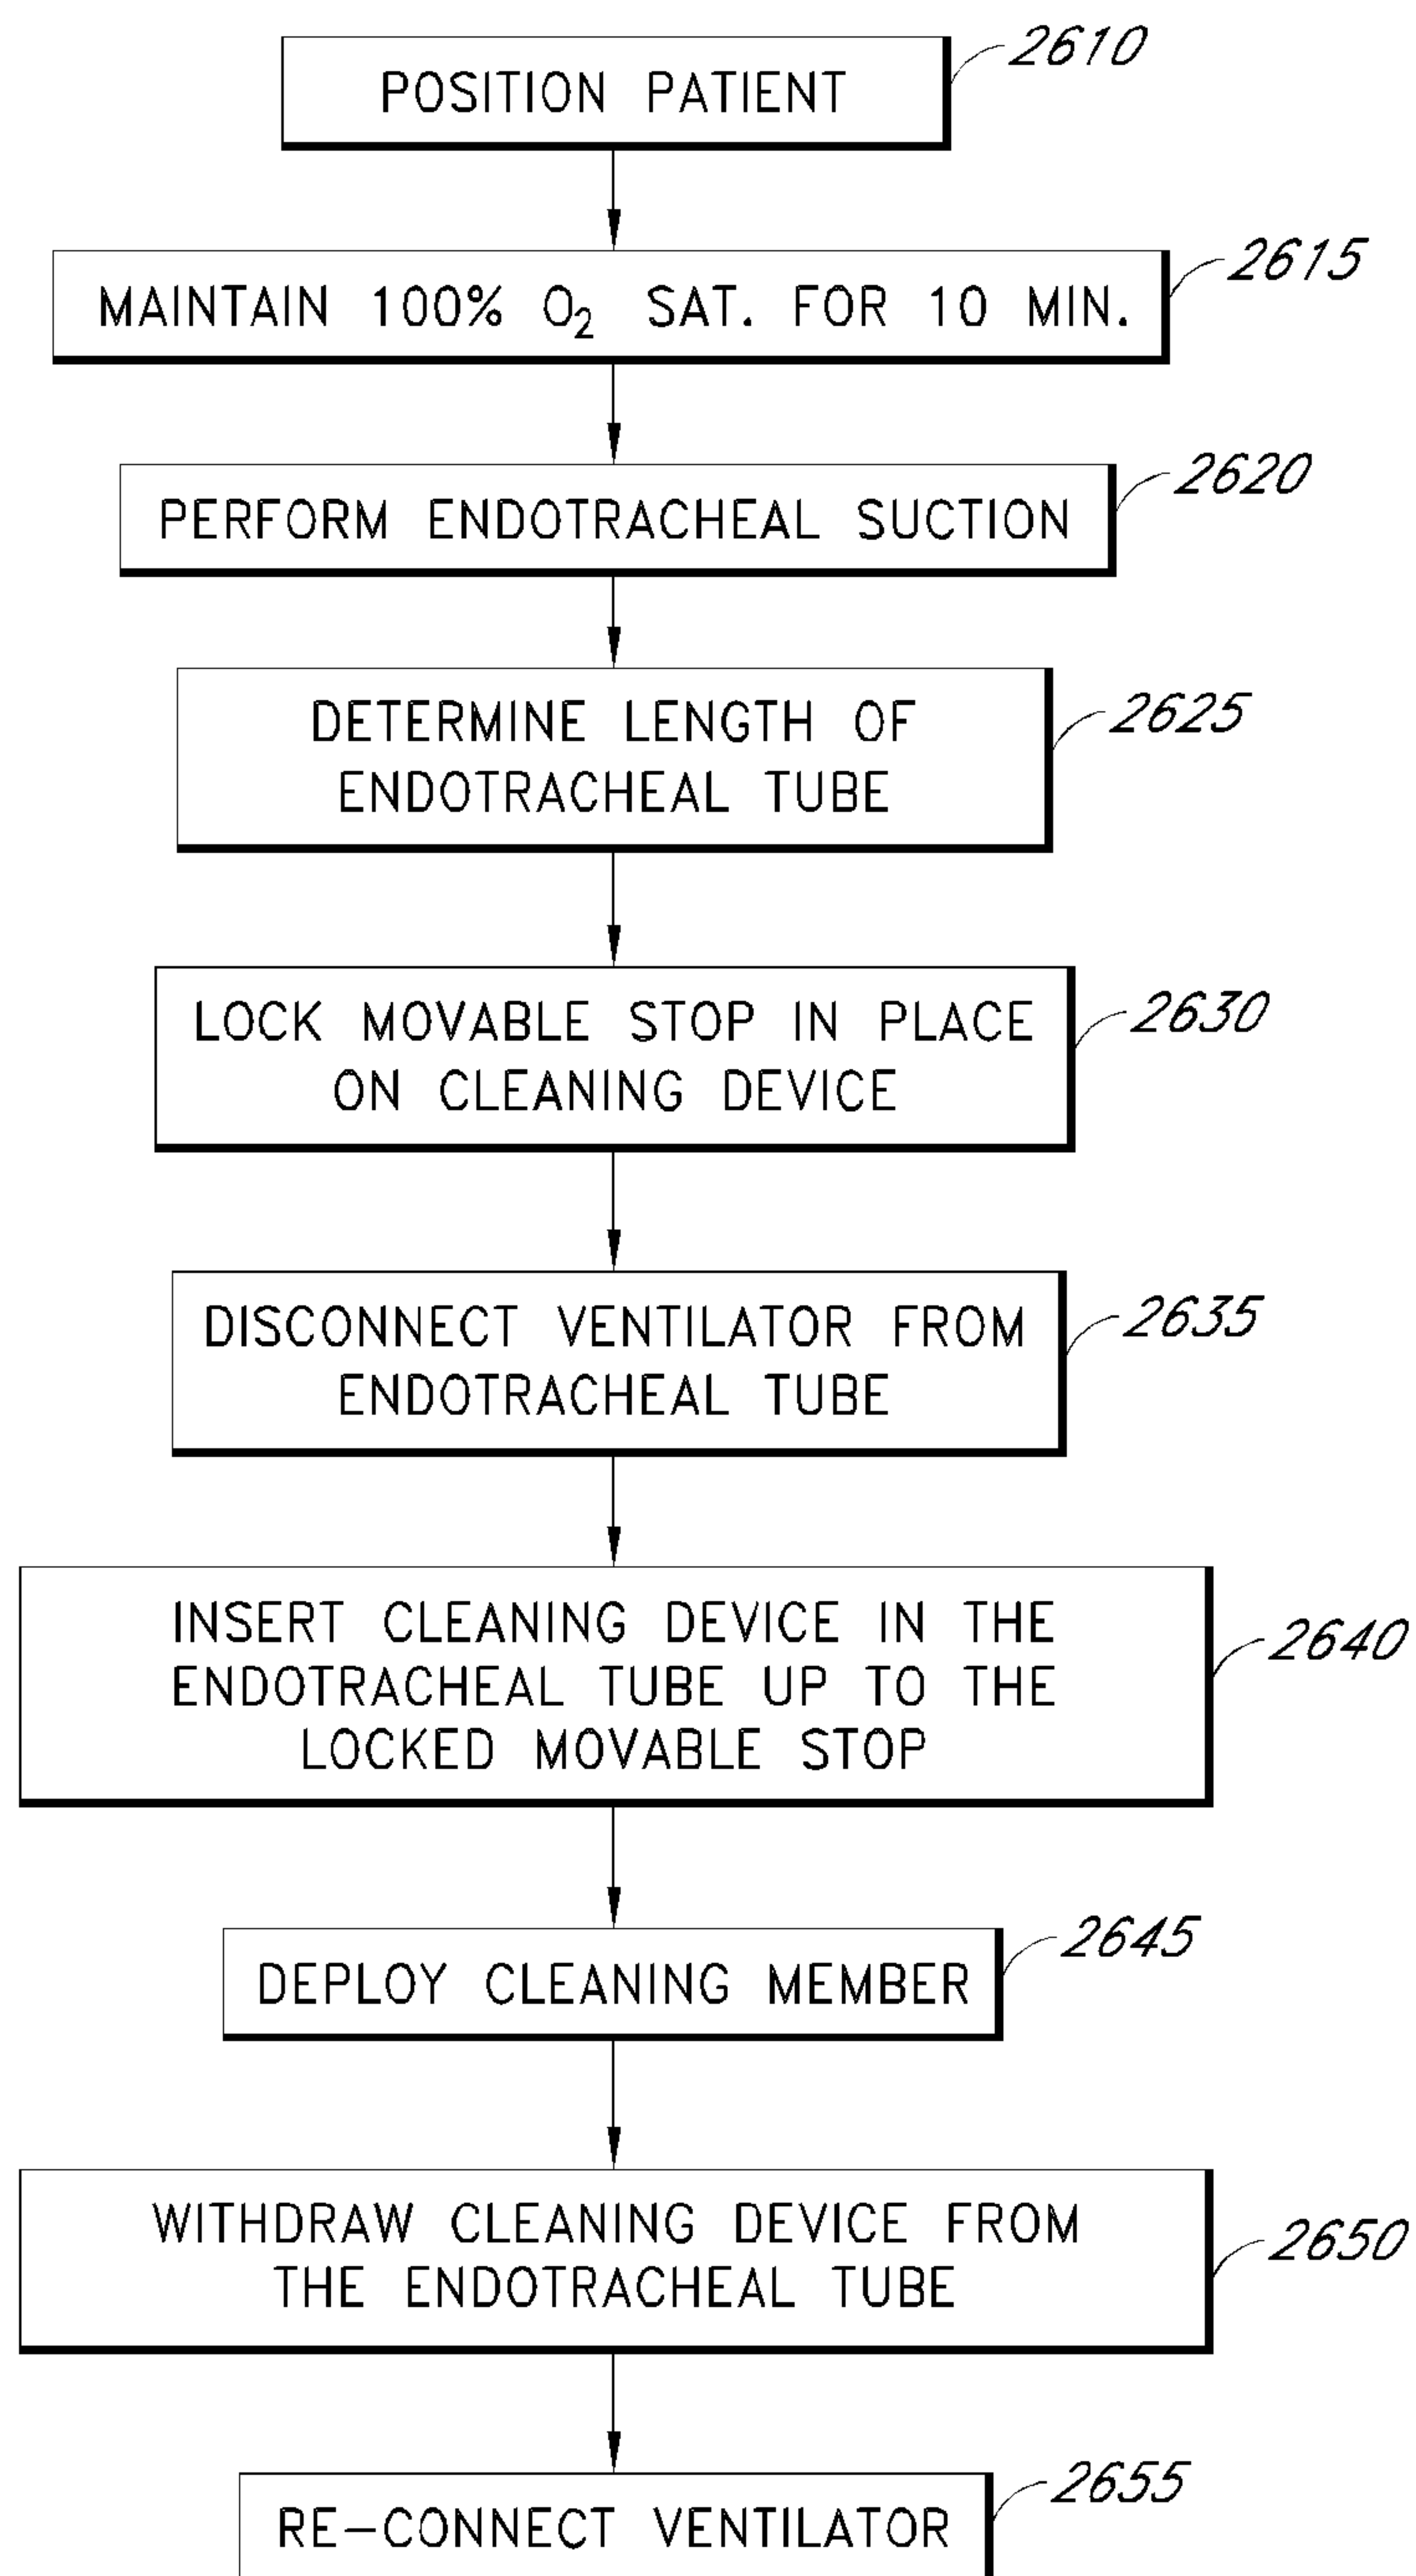 POSITION PATIENT
2610
MAINTAIN 100% O₂ SAT. FOR 10 MIN.
2615
PERFORM ENDOTRACHEAL SUCTION
2620
DETERMINE LENGTH OF
ENDOTRACHEAL TUBE
2625
LOCK MOVABLE STOP IN PLACE
ON CLEANING DEVICE
2630
DISCONNECT VENTILATOR FROM
ENDOTRACHEAL TUBE
2635
INSERT CLEANING DEVICE IN THE
ENDOTRACHEAL TUBE UP TO THE
LOCKED MOVABLE STOP
2640
DEPLOY CLEANING MEMBER
2645
WITHDRAW CLEANING DEVICE FROM
THE ENDOTRACHEAL TUBE
2650
RE-CONNECT VENTILATOR
2655